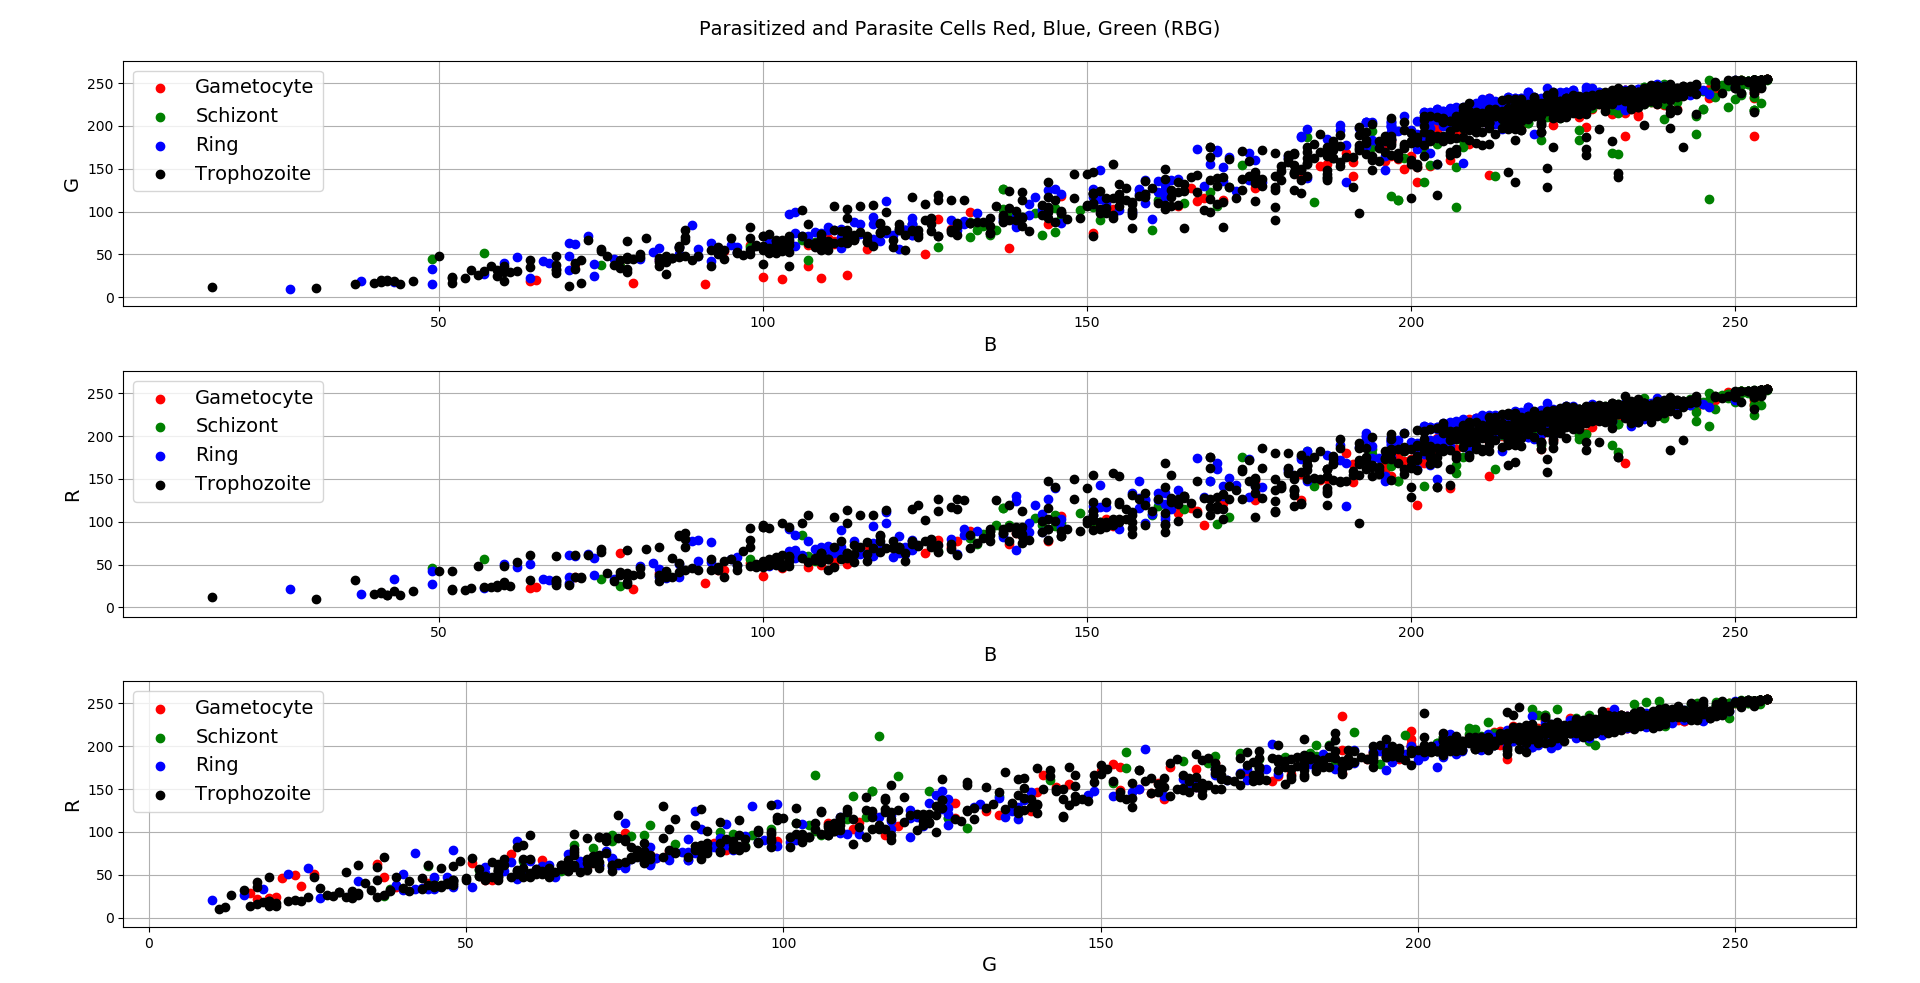 Parasitized and Parasite Cells Red, Blue, Green (RBG)
Gametocyte
Schizont
Ring
Trophozoite
250
200
150
100
50
0
G
50
100
150
200
250
B
Gametocyte
Schizont
Ring
Trophozoite
250
200
150
100
50
0
R
50
100
150
200
250
B
Gametocyte
Schizont
Ring
Trophozoite
250
200
150
100
50
0
R
0
50
100
150
200
250
G